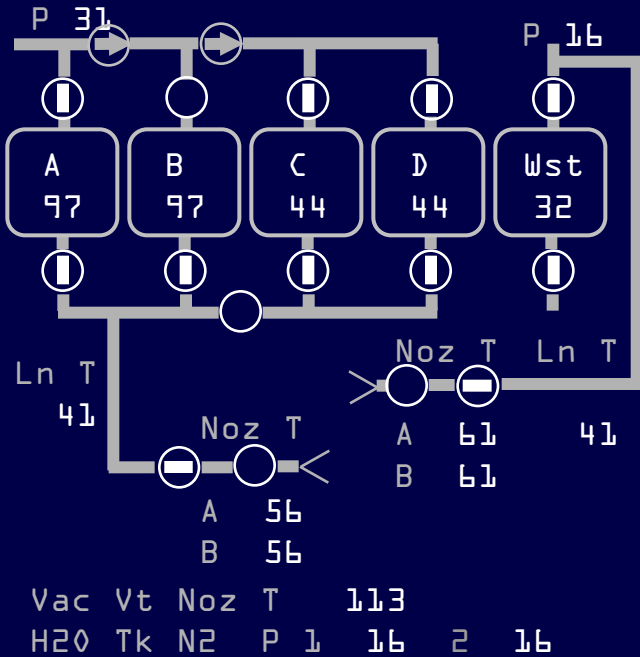 P 31
P 16
A B C D Wst
97 97 44 44 32
Noz T Ln T
Ln T
41
Noz T
A 61 41
B 61
A 56
B 56
Vac Vt Noz T 113
H2O Tk N2 P 1 16 2 16